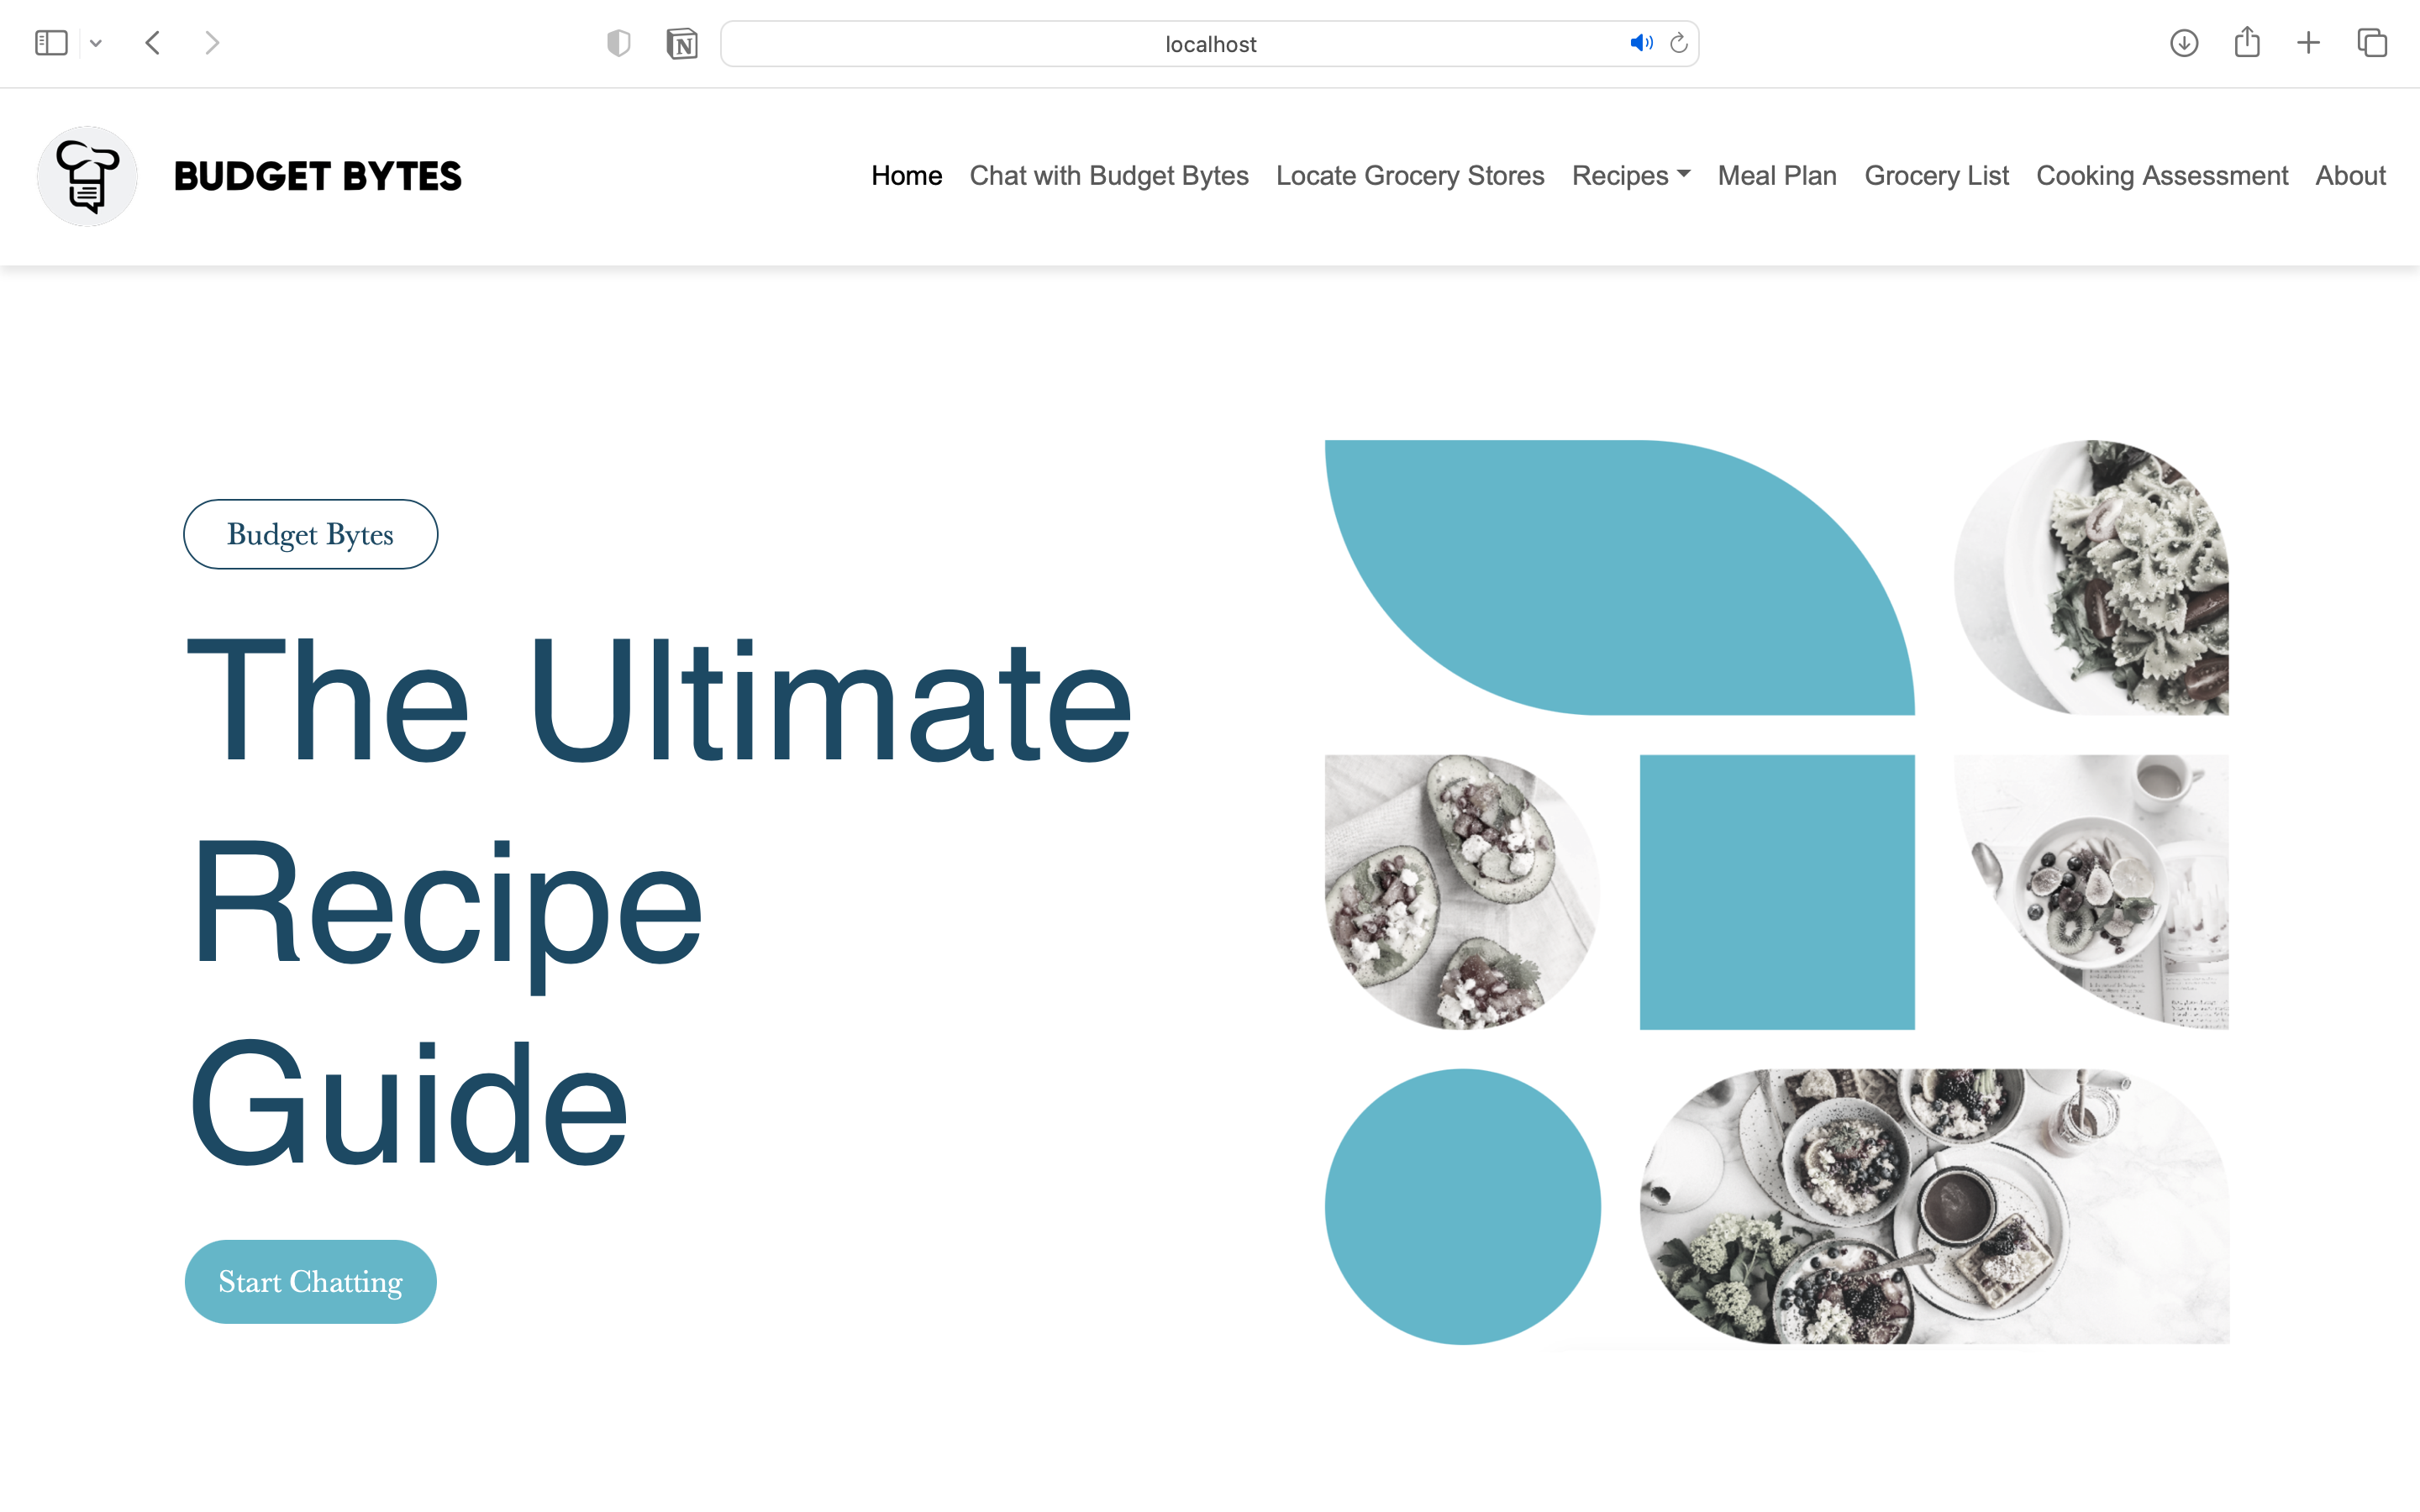 localhost
BUDGET BYTES
Home Chat with Budget Bytes Locate Grocery Stores Recipes Meal Plan Grocery List Cooking Assessment About
Budget Bytes
The Ultimate
Recipe
Guide
Start Chatting